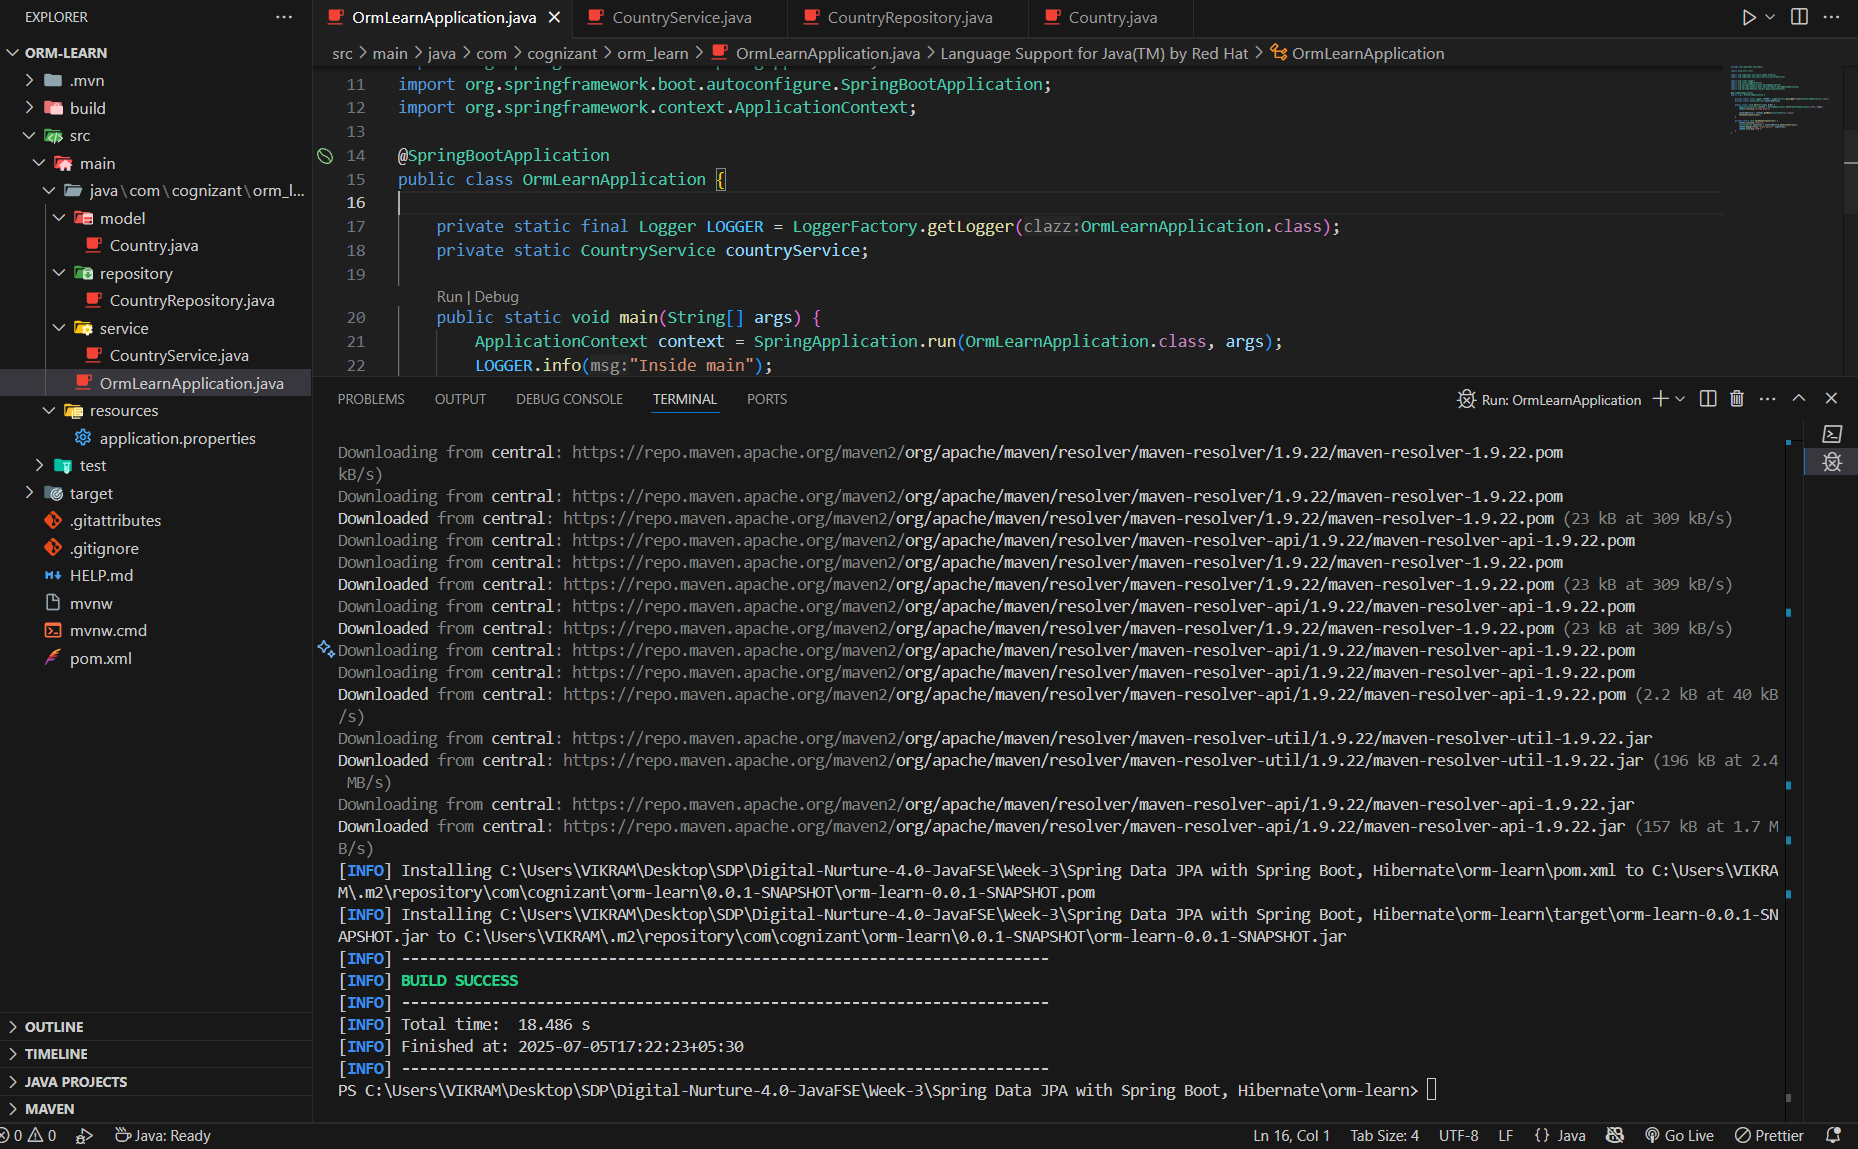 EXPLORER
ORM-LEARN
.mvn
build
src
main
java\com\cognizant\orm_l...
model
Country.java
repository
CountryRepository.java
service
CountryService.java
OrmLearnApplication.java
resources
application.properties
test
target
.gitattributes
.gitignore
HELP.md
mvnw
mvnw.cmd
pom.xml
OUTLINE
TIMELINE
JAVA PROJECTS
MAVEN
OrmLearnApplication.java
CountryService.java
CountryRepository.java
Country.java
src > main > java > com > cognizant > orm_learn > OrmLearnApplication.java > Language Support for Java(TM) by Red Hat > OrmLearnApplication
11 import org.springframework.boot.autoconfigure.SpringBootApplication;
12 import org.springframework.context.ApplicationContext;
13
14 @SpringBootApplication
15 public class OrmLearnApplication {
16
17 private static final Logger LOGGER = LoggerFactory.getLogger(clazz:OrmLearnApplication.class);
18 private static CountryService countryService;
19
Run | Debug
20 public static void main(String[] args) {
21 ApplicationContext context = SpringApplication.run(OrmLearnApplication.class, args);
22 LOGGER.info(msg:"Inside main");
PROBLEMS OUTPUT DEBUG CONSOLE TERMINAL PORTS
Run: OrmLearnApplication
Downloading from central: https://repo.maven.apache.org/maven2/org/apache/maven/resolver/maven-resolver/1.9.22/maven-resolver-1.9.22.pom
kB/s)
Downloading from central: https://repo.maven.apache.org/maven2/org/apache/maven/resolver/maven-resolver/1.9.22/maven-resolver-1.9.22.pom
Downloaded from central: https://repo.maven.apache.org/maven2/org/apache/maven/resolver/maven-resolver/1.9.22/maven-resolver-1.9.22.pom (23 kB at 309 kB/s)
Downloading from central: https://repo.maven.apache.org/maven2/org/apache/maven/resolver/maven-resolver-api/1.9.22/maven-resolver-api-1.9.22.pom
Downloading from central: https://repo.maven.apache.org/maven2/org/apache/maven/resolver/maven-resolver/1.9.22/maven-resolver-1.9.22.pom
Downloaded from central: https://repo.maven.apache.org/maven2/org/apache/maven/resolver/maven-resolver/1.9.22/maven-resolver-1.9.22.pom (23 kB at 309 kB/s)
Downloading from central: https://repo.maven.apache.org/maven2/org/apache/maven/resolver/maven-resolver-api/1.9.22/maven-resolver-api-1.9.22.pom
Downloaded from central: https://repo.maven.apache.org/maven2/org/apache/maven/resolver/maven-resolver/1.9.22/maven-resolver-1.9.22.pom (23 kB at 309 kB/s)
Downloading from central: https://repo.maven.apache.org/maven2/org/apache/maven/resolver/maven-resolver-api/1.9.22/maven-resolver-api-1.9.22.pom
Downloading from central: https://repo.maven.apache.org/maven2/org/apache/maven/resolver/maven-resolver-api/1.9.22/maven-resolver-api-1.9.22.pom
Downloaded from central: https://repo.maven.apache.org/maven2/org/apache/maven/resolver/maven-resolver-api/1.9.22/maven-resolver-api-1.9.22.pom (2.2 kB at 40 kB
/s)
Downloading from central: https://repo.maven.apache.org/maven2/org/apache/maven/resolver/maven-resolver-util/1.9.22/maven-resolver-util-1.9.22.jar
Downloaded from central: https://repo.maven.apache.org/maven2/org/apache/maven/resolver/maven-resolver-util/1.9.22/maven-resolver-util-1.9.22.jar (196 kB at 2.4
MB/s)
Downloading from central: https://repo.maven.apache.org/maven2/org/apache/maven/resolver/maven-resolver-api/1.9.22/maven-resolver-api-1.9.22.jar
Downloaded from central: https://repo.maven.apache.org/maven2/org/apache/maven/resolver/maven-resolver-api/1.9.22/maven-resolver-api-1.9.22.jar (157 kB at 1.7 M
B/s)
[INFO] Installing C:\Users\VIKRAM\Desktop\SDP\Digital-Nurture-4.0-JavaFSE\Week-3\Spring Data JPA with Spring Boot, Hibernate\orm-learn\pom.xml to C:\Users\VIKRA
M\.m2\repository\com\cognizant\orm-learn\0.0.1-SNAPSHOT\orm-learn-0.0.1-SNAPSHOT.pom
[INFO] Installing C:\Users\VIKRAM\Desktop\SDP\Digital-Nurture-4.0-JavaFSE\Week-3\Spring Data JPA with Spring Boot, Hibernate\orm-learn\target\orm-learn-0.0.1-SN
APSHOT.jar to C:\Users\VIKRAM\.m2\repository\com\cognizant\orm-learn\0.0.1-SNAPSHOT\orm-learn-0.0.1-SNAPSHOT.jar
[INFO] ------------------------------------------------------------------------
[INFO] BUILD SUCCESS
[INFO] ------------------------------------------------------------------------
[INFO] Total time:  18.486 s
[INFO] Finished at: 2025-07-05T17:22:23+05:30
[INFO] ------------------------------------------------------------------------
PS C:\Users\VIKRAM\Desktop\SDP\Digital-Nurture-4.0-JavaFSE\Week-3\Spring Data JPA with Spring Boot, Hibernate\orm-learn>
0 0 Java: Ready Ln 16, Col 1 Tab Size: 4 UTF-8 LF {} Java Go Live Prettier